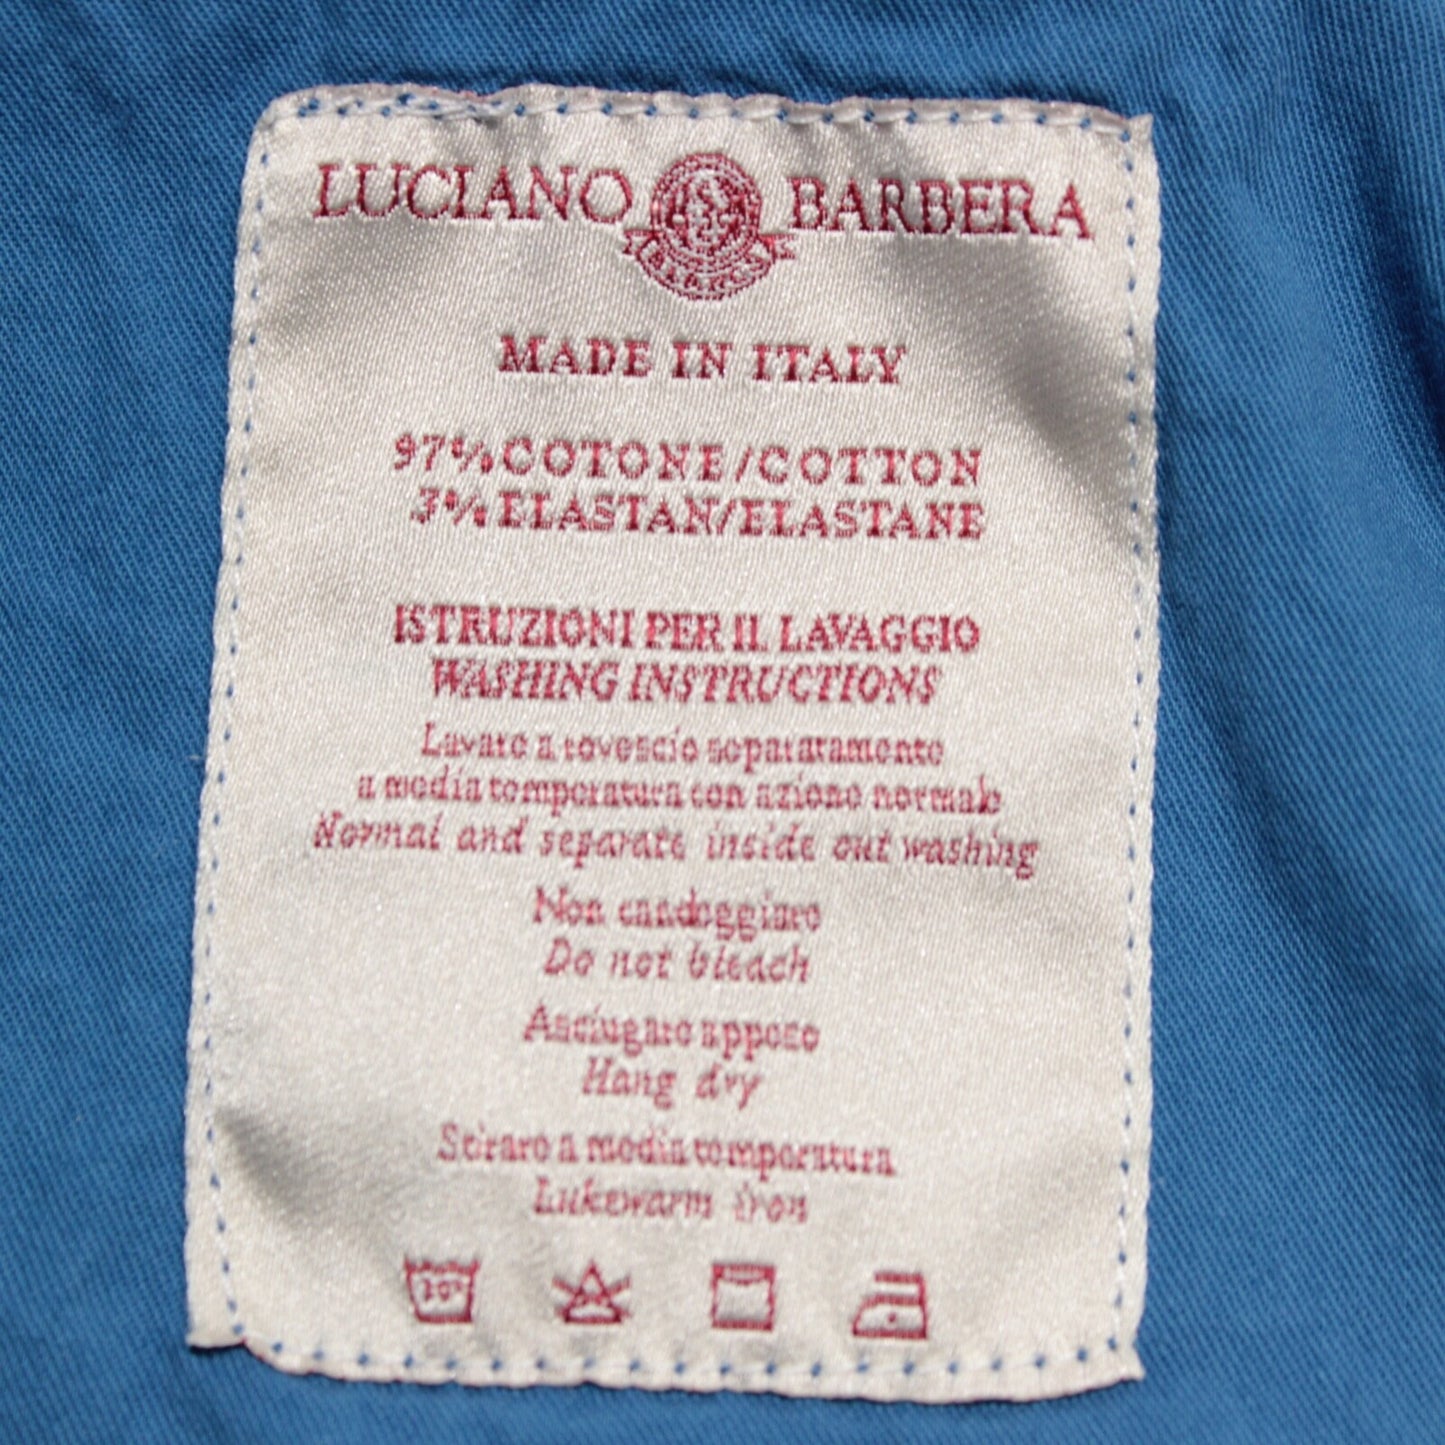 LUCIANO BARBERA
MADE IN ITALY
97% COTONE/COTTON
3% ELASTAN/ELASTANE
ISTRUZIONI PER IL LAVAGGIO
WASHING INSTRUCTIONS
Lavare a rovescio separatamente
a media temperatura con azione normale
Normal and separate inside out washing
Non candeggiare
Do not bleach
Asciugare appeso
Hang dry
Stirare a media temperatura
Lukewarm iron
30°